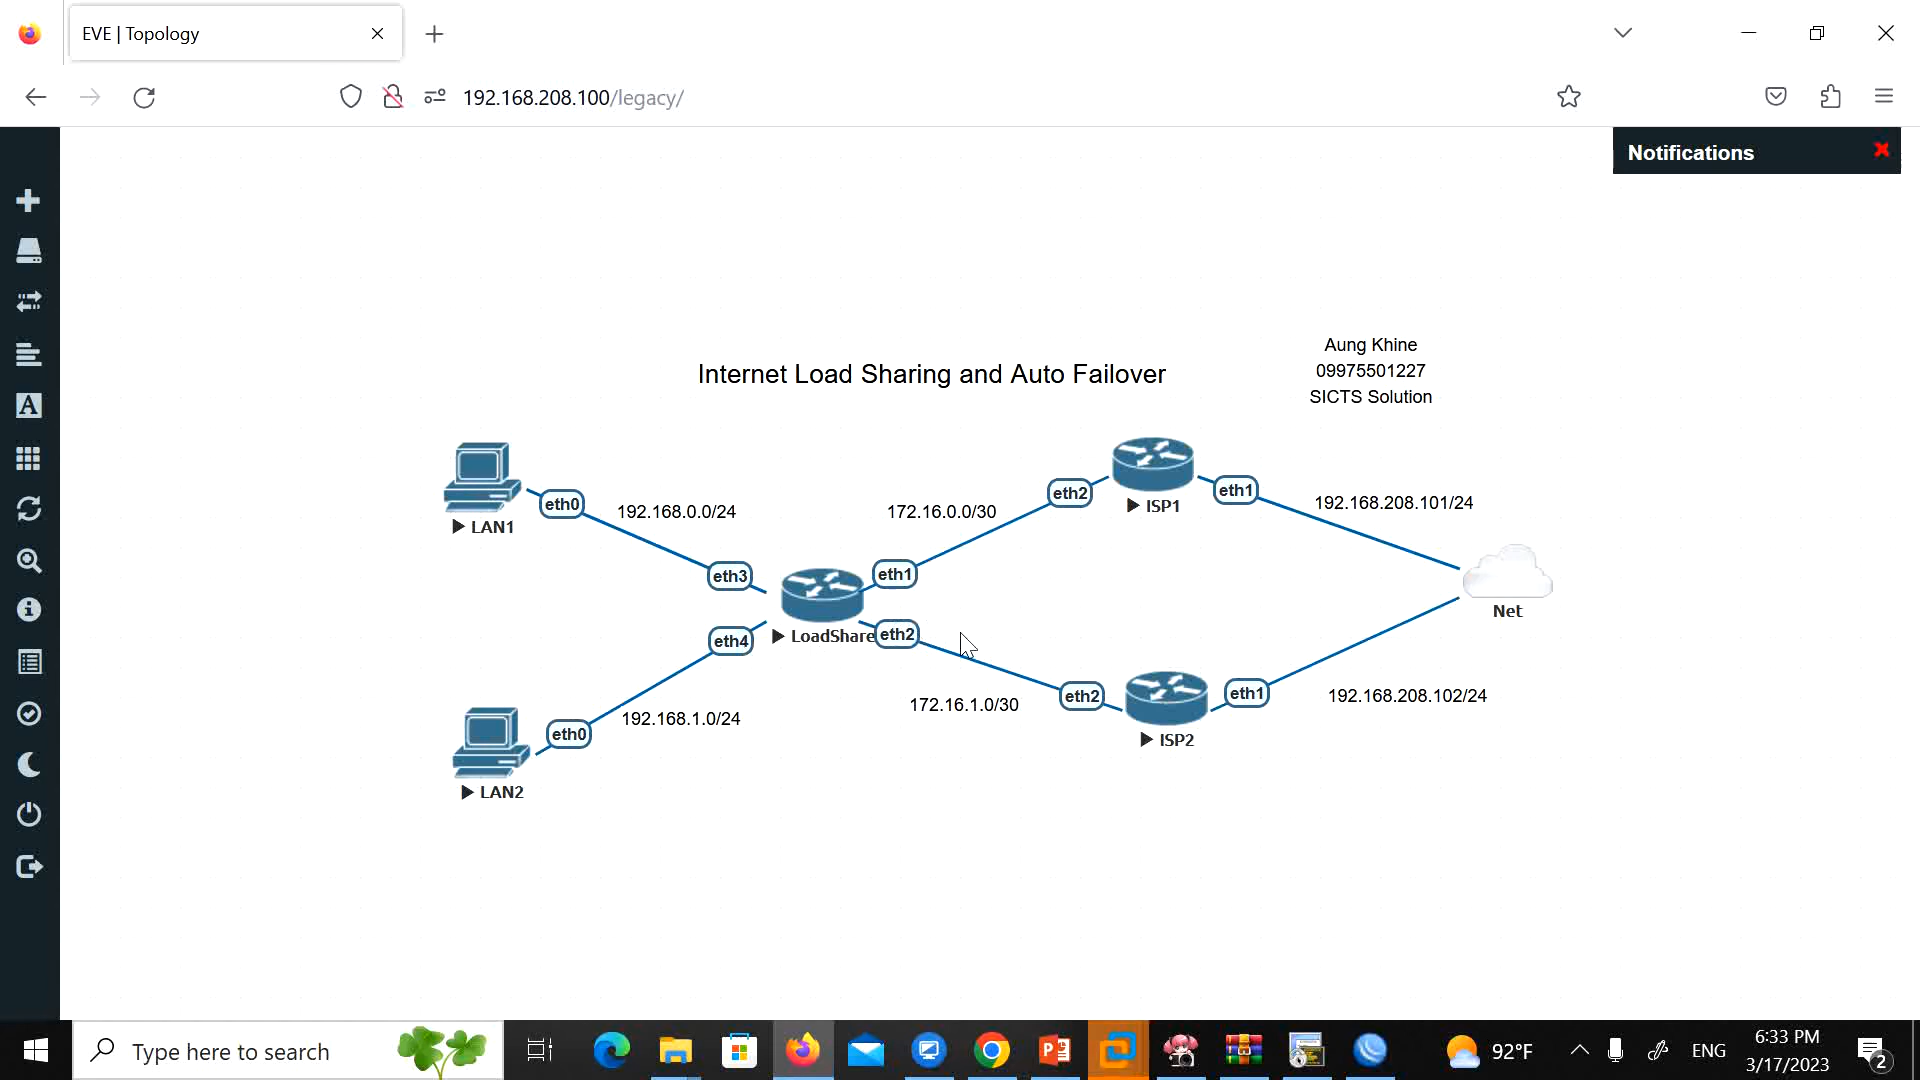 EVE | Topology
192.168.208.100/legacy/
Notifications
Aung Khine
09975501227
SICTS Solution
Internet Load Sharing and Auto Failover
LAN1
eth0
192.168.0.0/24
eth3
172.16.0.0/30
eth1
eth2
ISP1
eth1
192.168.208.101/24
Net
LoadShare
eth4
eth2
172.16.1.0/30
eth2
ISP2
eth1
192.168.208.102/24
LAN2
eth0
192.168.1.0/24
Type here to search
92°F
ENG
6:33 PM
3/17/2023
2